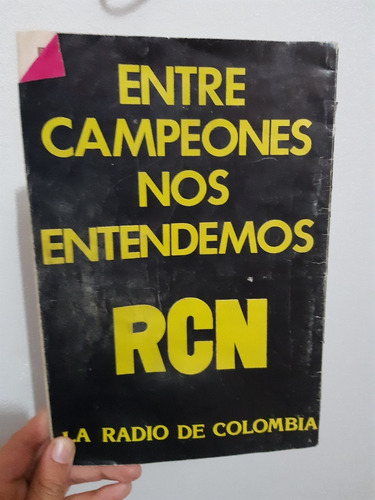 ENTRE
CAMPEONES
NOS
ENTENDEMOS
RCN
LA RADIO DE COLOMBIA